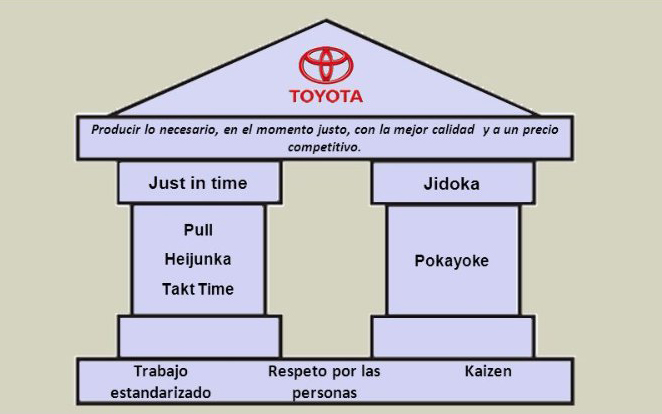 TOYOTA
Producir lo necesario, en el momento justo, con la mejor calidad y a un precio
competitivo.
Just in time
Jidoka
Pull
Heijunka
Takt Time
Pokayoke
Trabajo
estandarizado
Respeto por las
personas
Kaizen